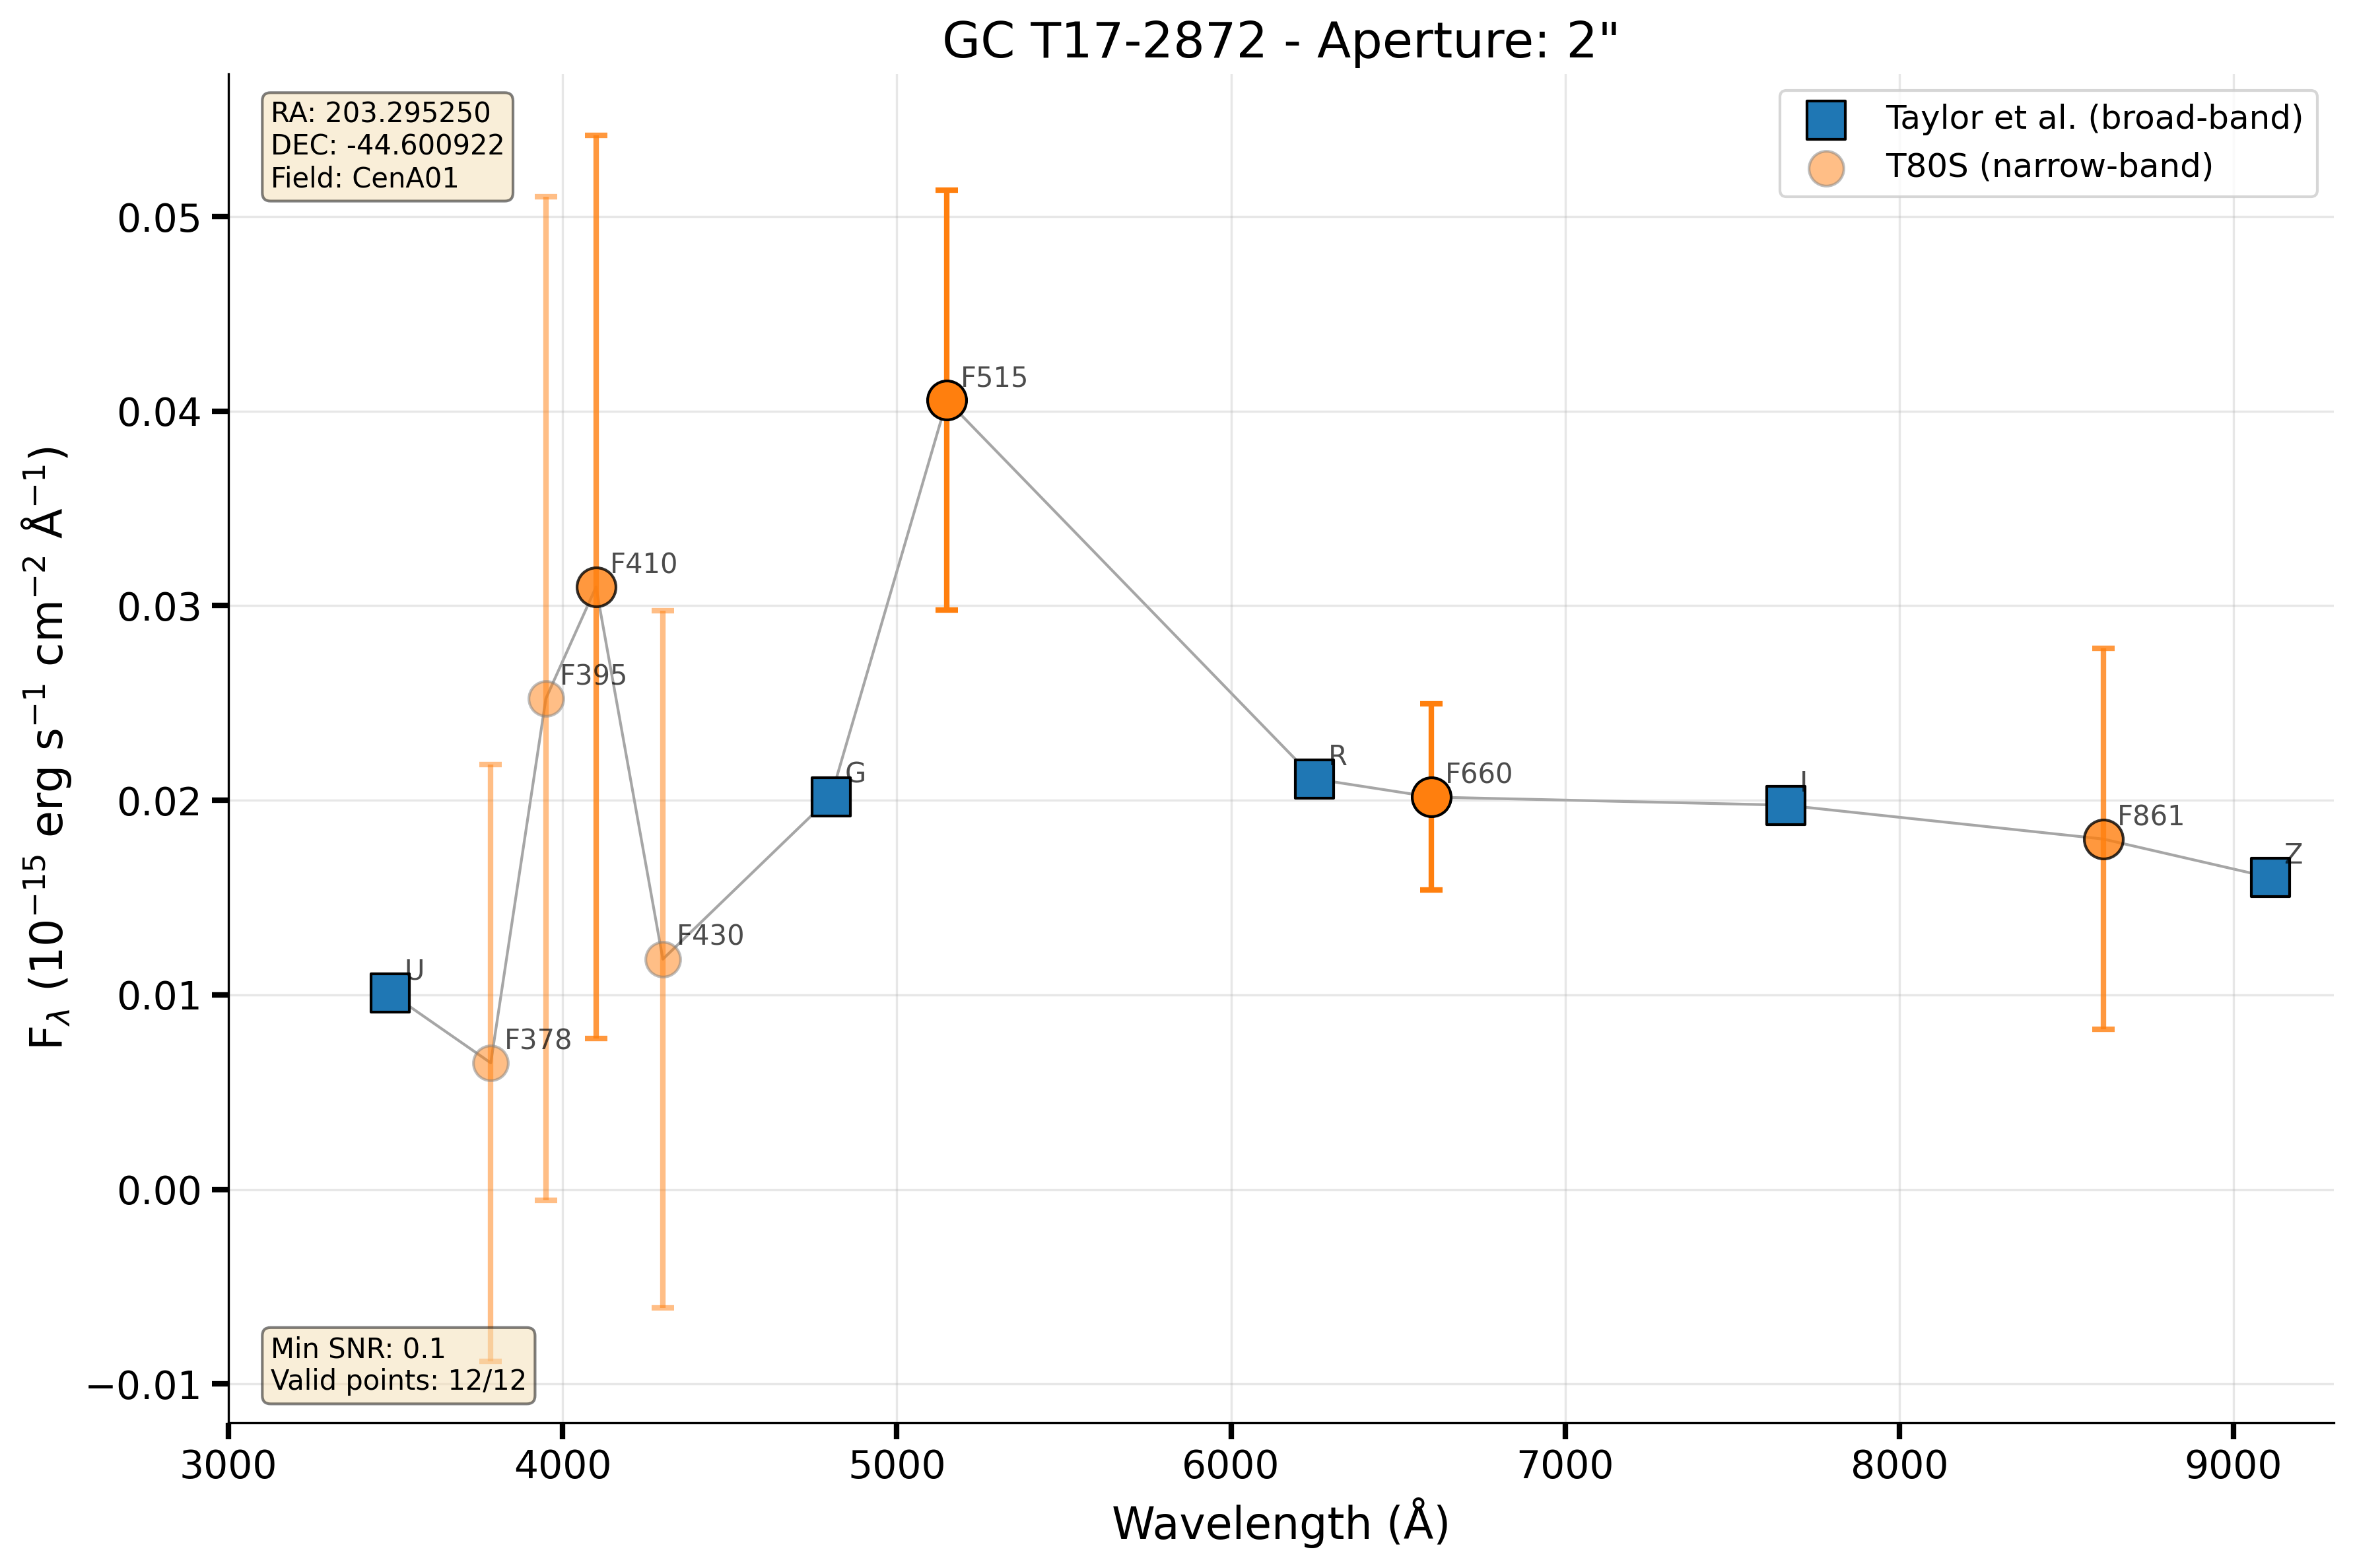 GC T17-2872 - Aperture: 2"
RA: 203.295250
DEC: -44.600922
Field: CenA01
Taylor et al. (broad-band)
T80S (narrow-band)
F$_λ$ (10$^{−15}$ erg s$^{−1}$ cm$^{−2}$ Å$^{−1}$)
0.05
0.04
0.03
0.02
0.01
0.00
−0.01
F515
F410
F395
R
G
F660
I
F861
Z
F430
U
F378
Min SNR: 0.1
Valid points: 12/12
3000 4000 5000 6000 7000 8000 9000
Wavelength (Å)